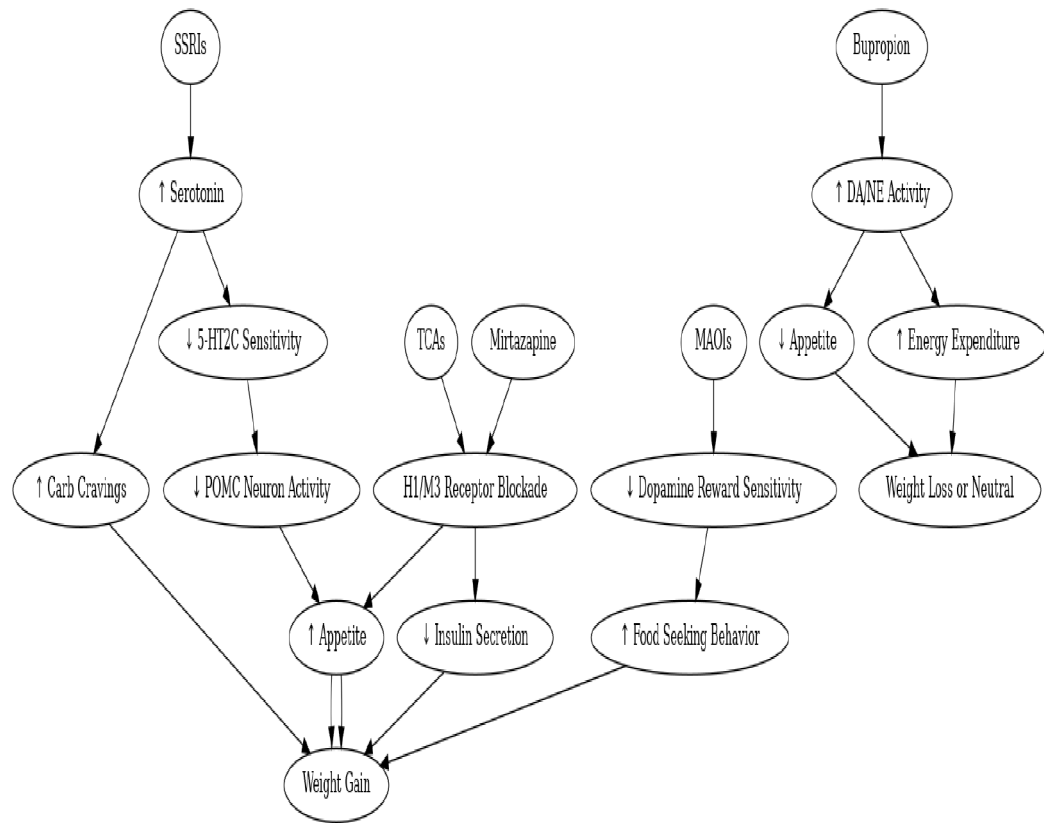 SSRIs
Bupropion
↑ Serotonin
↑ DA/NE Activity
↓ 5-HT2C Sensitivity
TCAs
Mirtazapine
MAOIs
↓ Appetite
↑ Energy Expenditure
↑ Carb Cravings
↓ POMC Neuron Activity
H1/M3 Receptor Blockade
↓ Dopamine Reward Sensitivity
Weight Loss or Neutral
↑ Appetite
↓ Insulin Secretion
↑ Food Seeking Behavior
Weight Gain